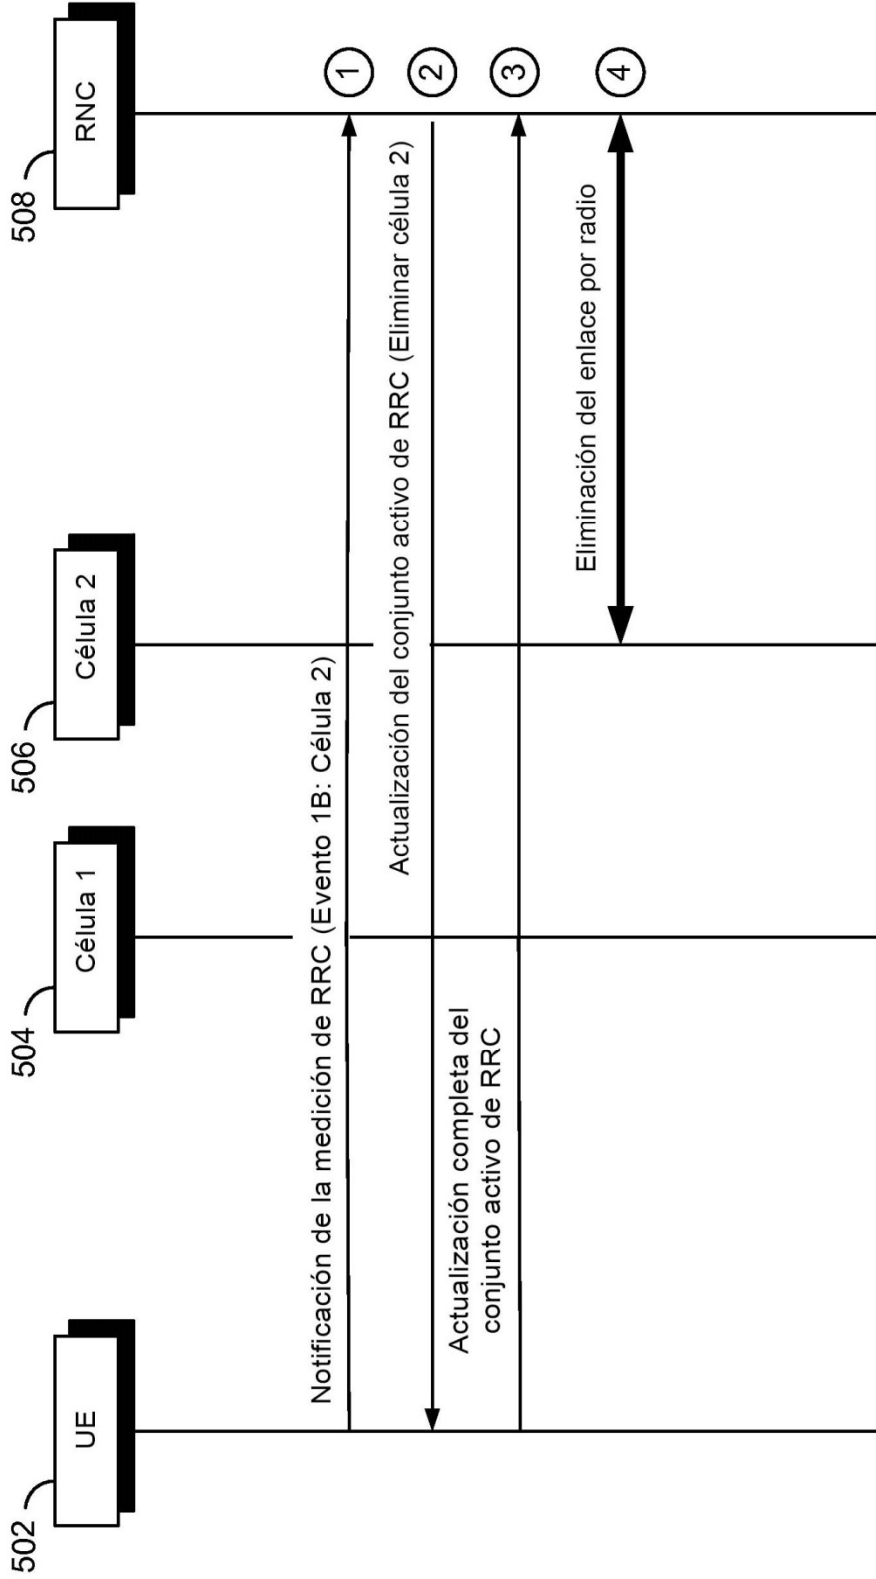 502
UE
504
Célula 1
506
Célula 2
508
RNC
Notificación de la medición de RRC (Evento 1B: Célula 2)
1
Actualización del conjunto activo de RRC (Eliminar célula 2)
2
Actualización completa del
conjunto activo de RRC
3
Eliminación del enlace por radio
4